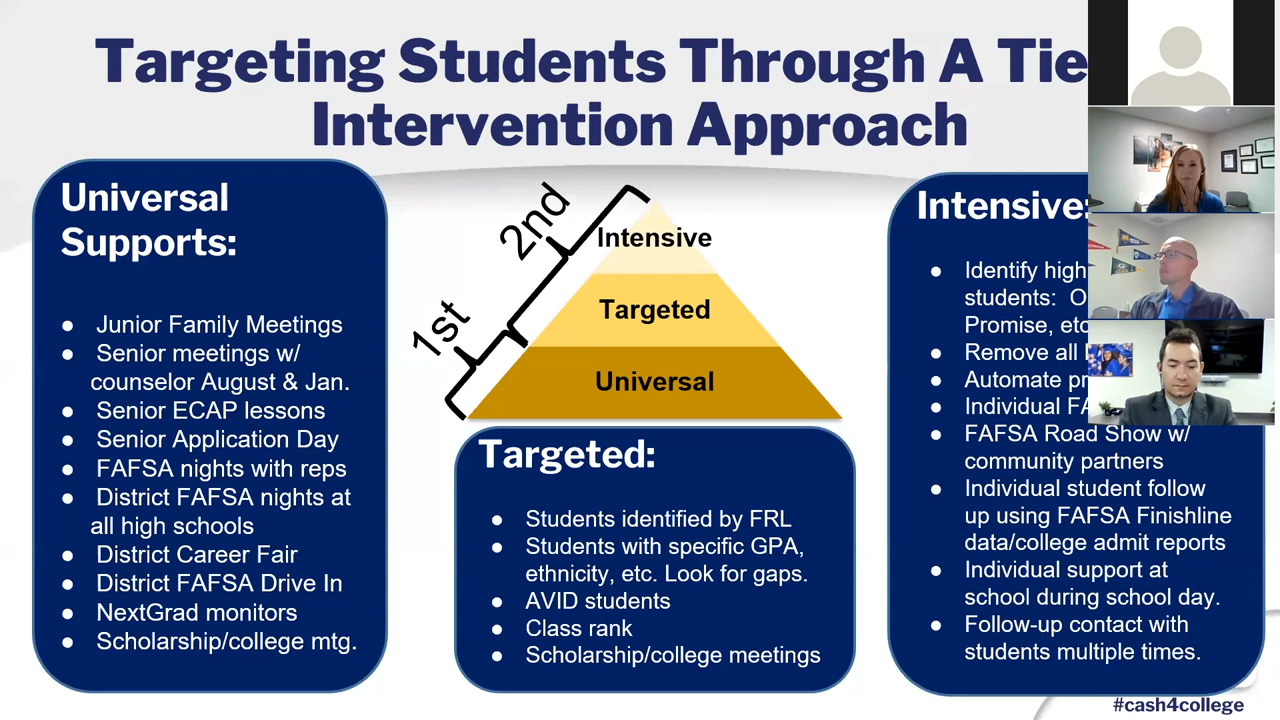 Targeting Students Through A Tie
Intervention Approach
Universal
Supports:
● Junior Family Meetings
● Senior meetings w/
counselor August & Jan.
● Senior ECAP lessons
● Senior Application Day
● FAFSA nights with reps
● District FAFSA nights at
all high schools
● District Career Fair
● District FAFSA Drive In
● NextGrad monitors
● Scholarship/college mtg.
1st
2nd
Intensive
Targeted
Universal
Targeted:
● Students identified by FRL
● Students with specific GPA,
ethnicity, etc. Look for gaps.
● AVID students
● Class rank
● Scholarship/college meetings
Intensive:
● Identify high
students: O
Promise, etc
● Remove all
● Automate pr
● Individual FA
● FAFSA Road Show w/
community partners
● Individual student follow
up using FAFSA Finishline
data/college admit reports
● Individual support at
school during school day.
● Follow-up contact with
students multiple times.
#cash4college